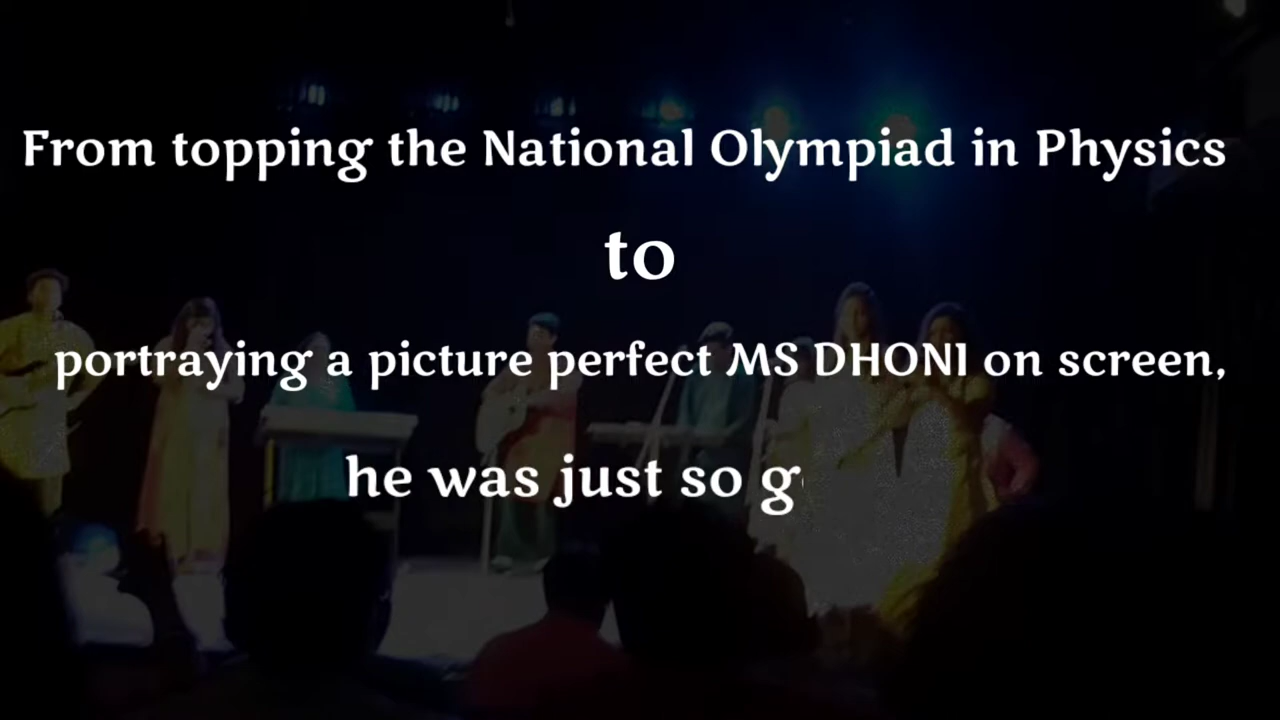 From topping the National Olympiad in Physics
to
portraying a picture perfect MS DHONI on screen,
he was just so